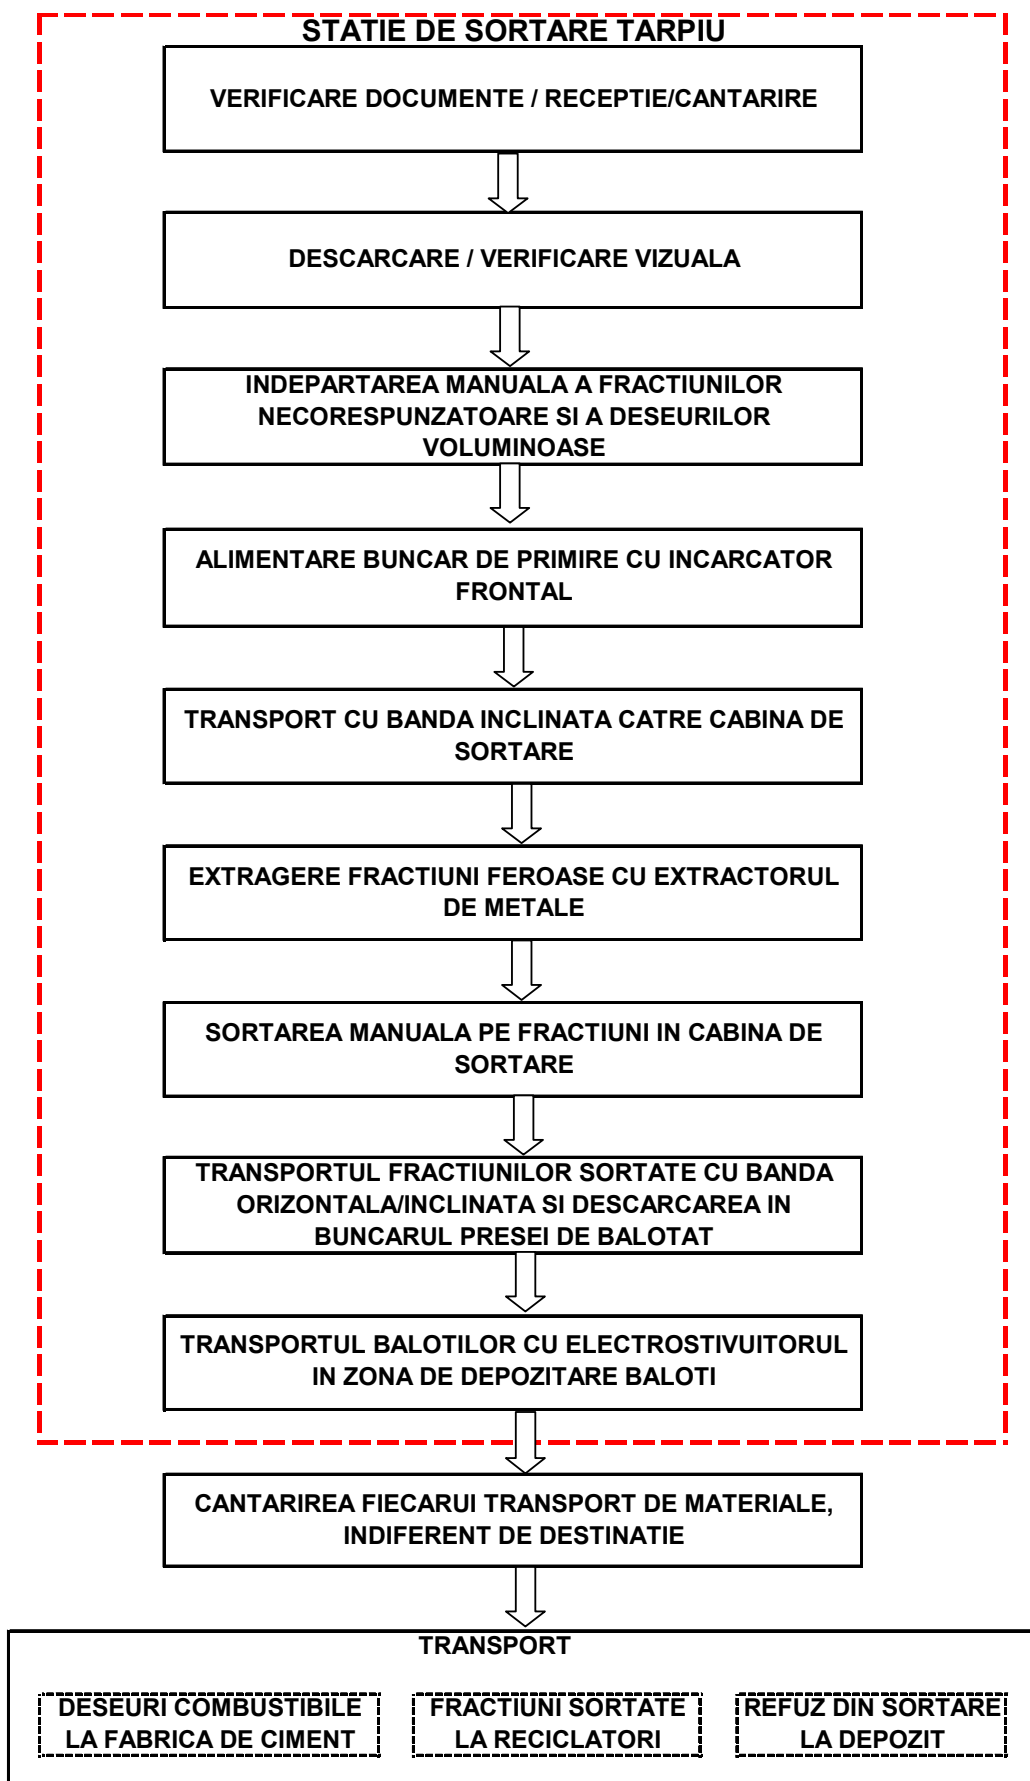 STATIE DE SORTARE TARPIU
VERIFICARE DOCUMENTE / RECEPTIE/CANTARIRE
DESCARCARE / VERIFICARE VIZUALA
INDEPARTAREA MANUALA A FRACTIUNILOR
NECORESPUNZATOARE SI A DESEURILOR
VOLUMINOASE
ALIMENTARE BUNCAR DE PRIMIRE CU INCARCATOR
FRONTAL
TRANSPORT CU BANDA INCLINATA CATRE CABINA DE
SORTARE
EXTRAGERE FRACTIUNI FEROASE CU EXTRACTORUL
DE METALE
SORTAREA MANUALA PE FRACTIUNI IN CABINA DE
SORTARE
TRANSPORTUL FRACTIUNILOR SORTATE CU BANDA
ORIZONTALA/INCLINATA SI DESCARCAREA IN
BUNCARUL PRESEI DE BALOTAT
TRANSPORTUL BALOTILOR CU ELECTROSTIVUITORUL
IN ZONA DE DEPOZITARE BALOTI
CANTARIREA FIECARUI TRANSPORT DE MATERIALE,
INDIFERENT DE DESTINATIE
TRANSPORT
DESEURI COMBUSTIBILE
LA FABRICA DE CIMENT
FRACTIUNI SORTATE
LA RECICLATORI
REFUZ DIN SORTARE
LA DEPOZIT